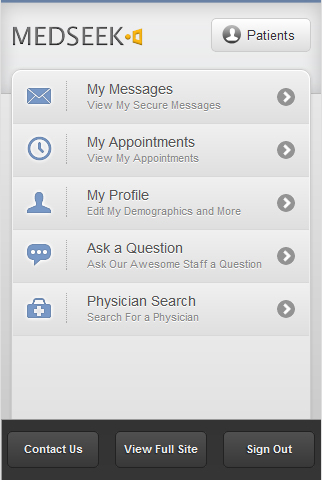 MEDSEEK
Patients
My Messages
View My Secure Messages
My Appointments
View My Appointments
My Profile
Edit My Demographics and More
Ask a Question
Ask Our Awesome Staff a Question
Physician Search
Search For a Physician
Contact Us
View Full Site
Sign Out